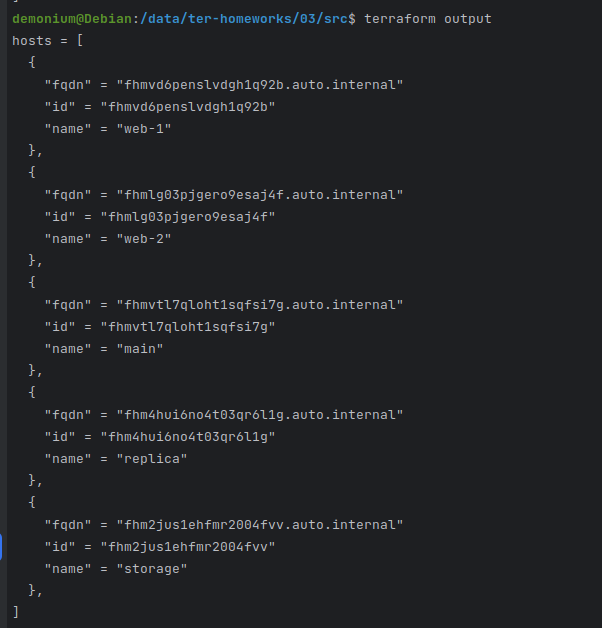 demonium@Debian:/data/ter-homeworks/03/src$ terraform output
hosts = [
  {
    "fqdn" = "fhmvd6penslvdgh1q92b.auto.internal"
    "id" = "fhmvd6penslvdgh1q92b"
    "name" = "web-1"
  },
  {
    "fqdn" = "fhmlg03pjgero9esaj4f.auto.internal"
    "id" = "fhmlg03pjgero9esaj4f"
    "name" = "web-2"
  },
  {
    "fqdn" = "fhmvtl7qloht1sqfsi7g.auto.internal"
    "id" = "fhmvtl7qloht1sqfsi7g"
    "name" = "main"
  },
  {
    "fqdn" = "fhm4hui6no4t03qr6l1g.auto.internal"
    "id" = "fhm4hui6no4t03qr6l1g"
    "name" = "replica"
  },
  {
    "fqdn" = "fhm2jus1ehfmr2004fvv.auto.internal"
    "id" = "fhm2jus1ehfmr2004fvv"
    "name" = "storage"
  },
]